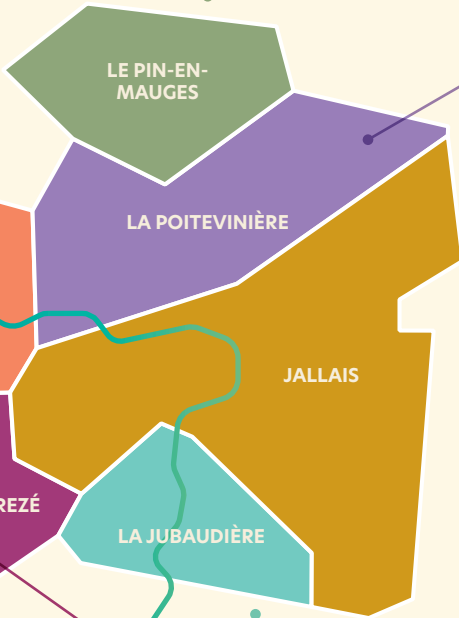 LE PIN-EN-
MAUGES
LA POITEVINIÈRE
JALLAIS
REZÉ
LA JUBAUDIÈRE